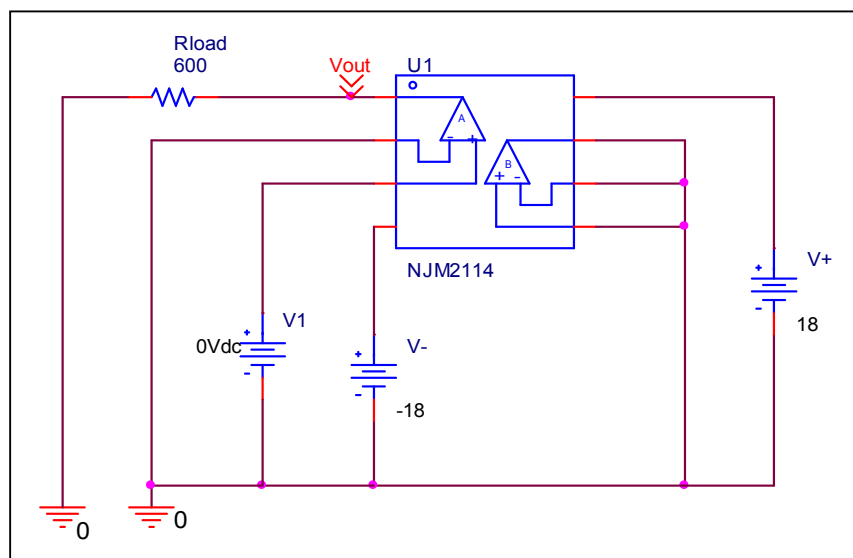 Rload
600
Vout
U1
A
- +
B
+ -
NJM2114
+
V1
0Vdc
-
+
V-
-
-18
+
V+
-
18
0
0